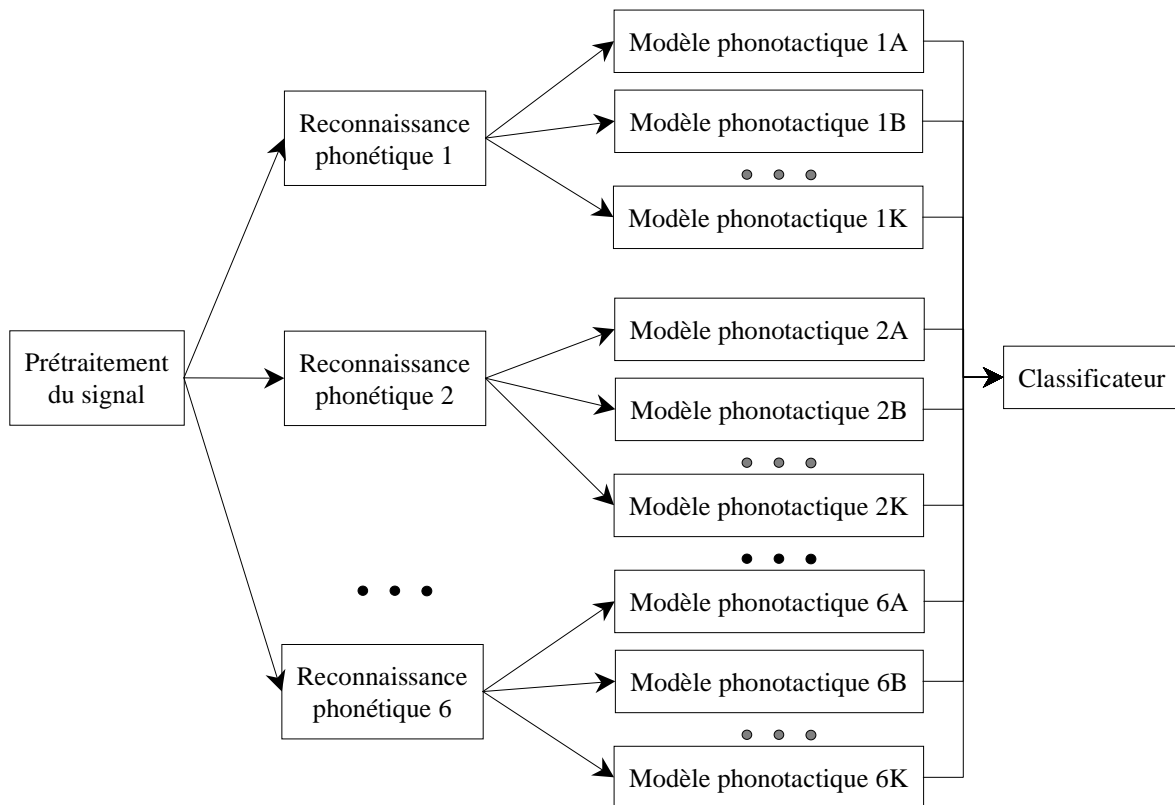 Prétraitement
du signal
Reconnaissance
phonétique 1
Modèle phonotactique 1A
Modèle phonotactique 1B
Modèle phonotactique 1K
Reconnaissance
phonétique 2
Modèle phonotactique 2A
Modèle phonotactique 2B
Modèle phonotactique 2K
Reconnaissance
phonétique 6
Modèle phonotactique 6A
Modèle phonotactique 6B
Modèle phonotactique 6K
Classificateur